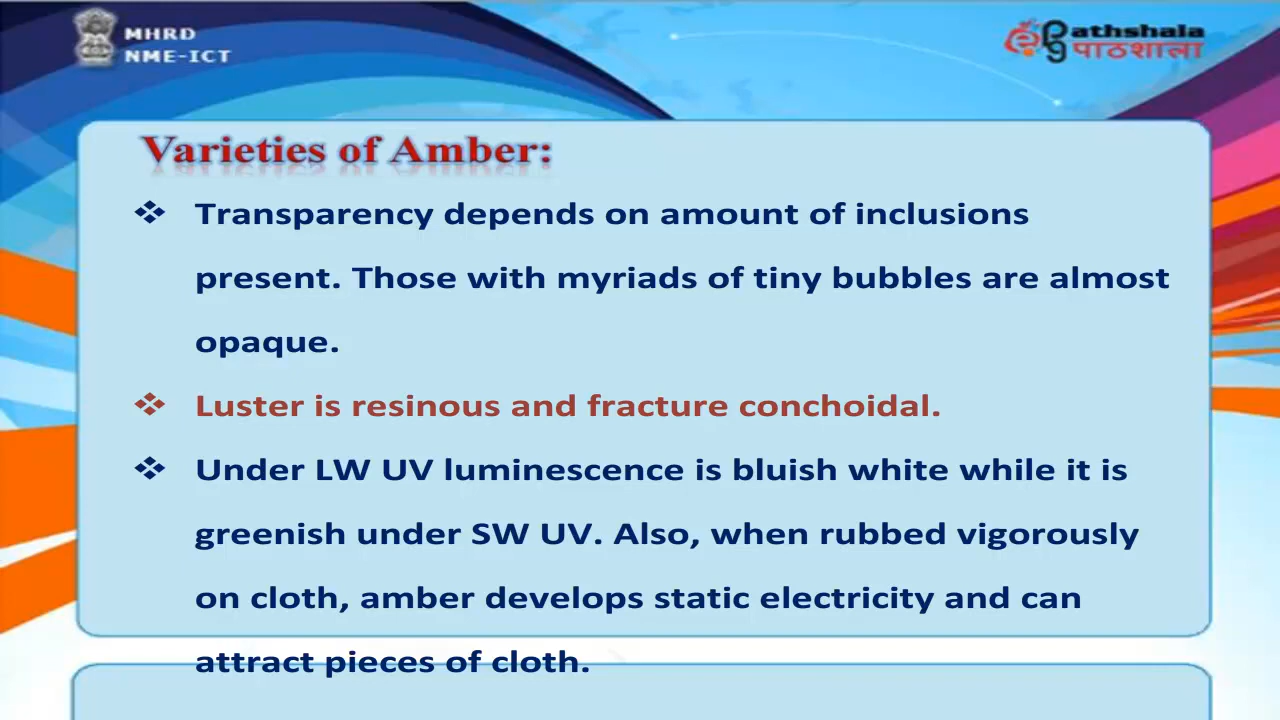 MHRD
NME-ICT
athshala
पाठशाला
Varieties of Amber:
Transparency depends on amount of inclusions
present. Those with myriads of tiny bubbles are almost
opaque.
Luster is resinous and fracture conchoidal.
Under LW UV luminescence is bluish white while it is
greenish under SW UV. Also, when rubbed vigorously
on cloth, amber develops static electricity and can
attract pieces of cloth.